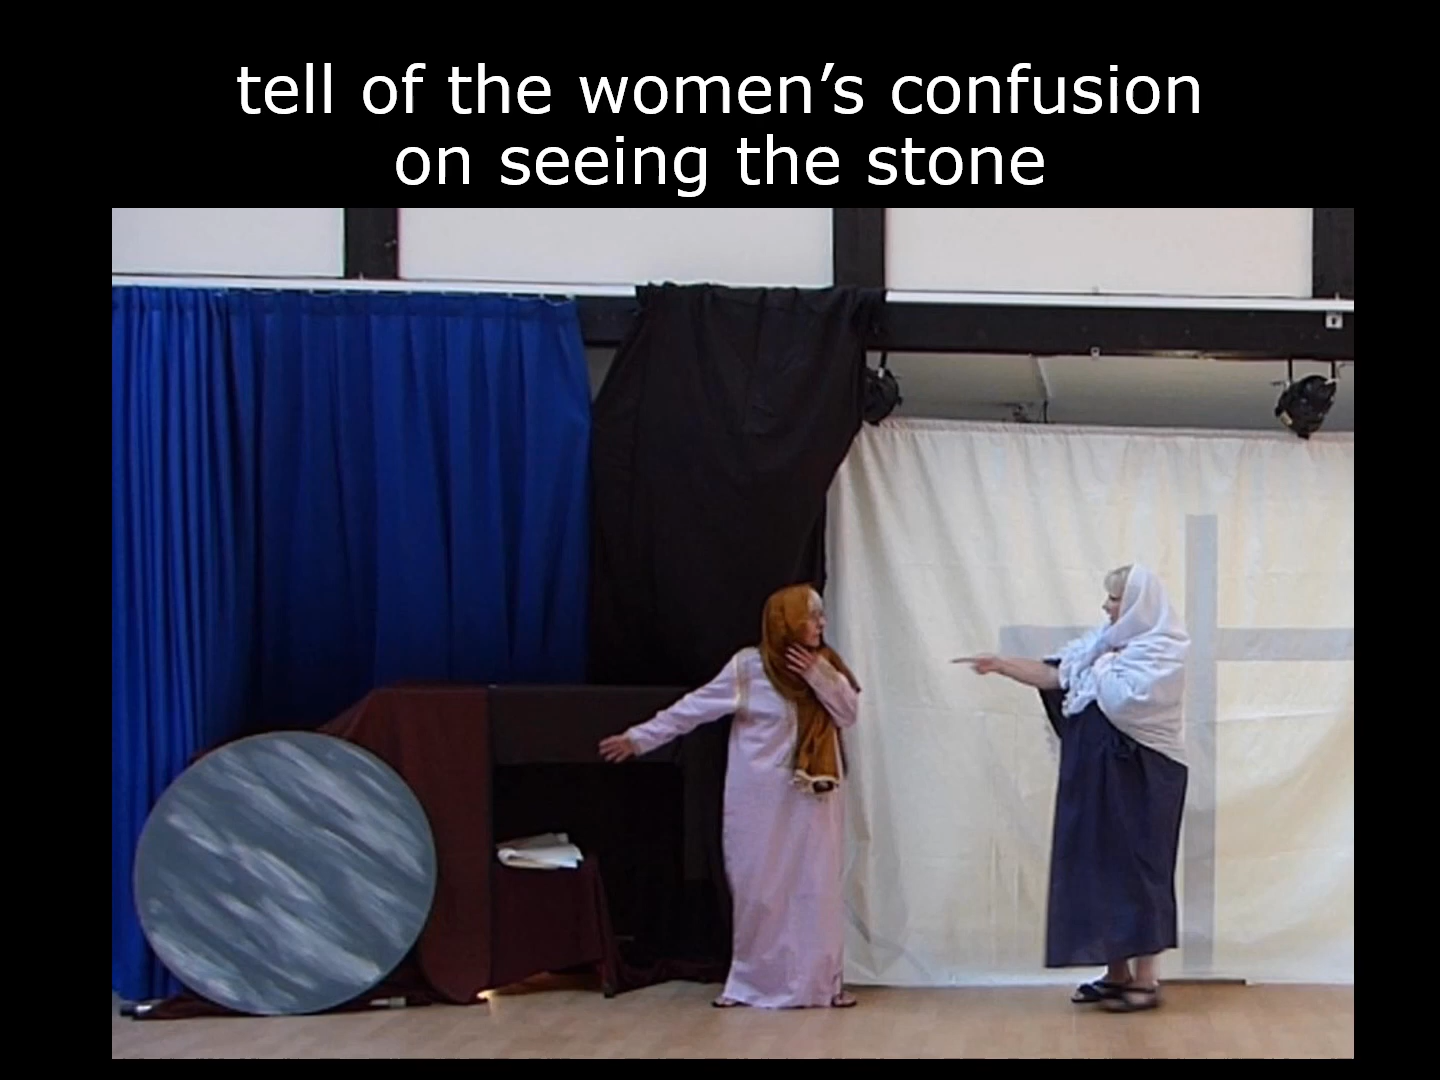 tell of the women’s confusion
on seeing the stone